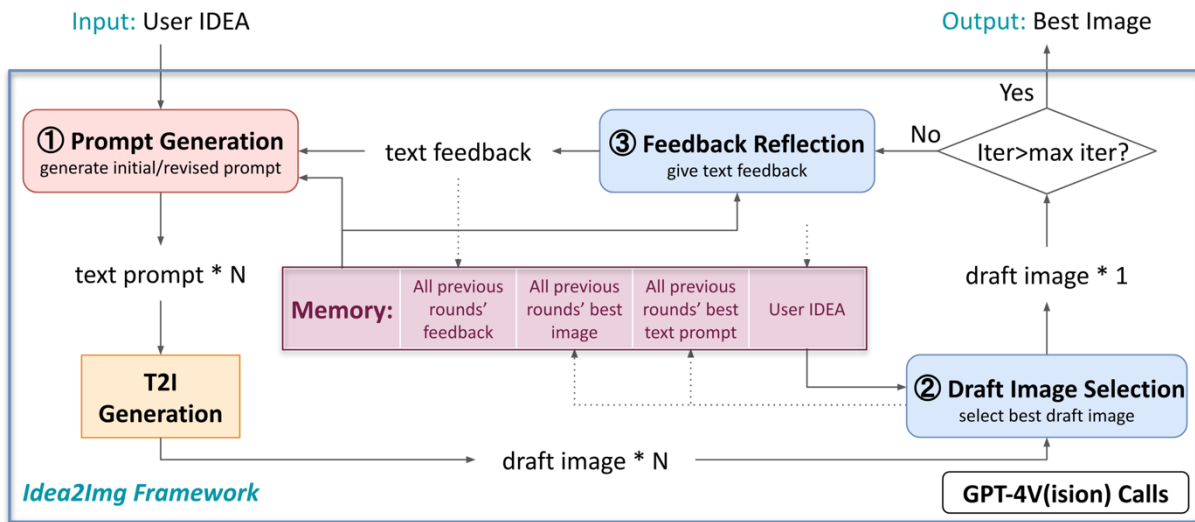 Input: User IDEA
Output: Best Image
Yes
① Prompt Generation
generate initial/revised prompt
text feedback
③ Feedback Reflection
give text feedback
No
Iter>max iter?
text prompt * N
draft image * 1
Memory:
All previous
rounds’
feedback
All previous
rounds’ best
image
All previous
rounds’ best
text prompt
User IDEA
T2I
Generation
② Draft Image Selection
select best draft image
draft image * N
Idea2Img Framework
GPT-4V(ision) Calls